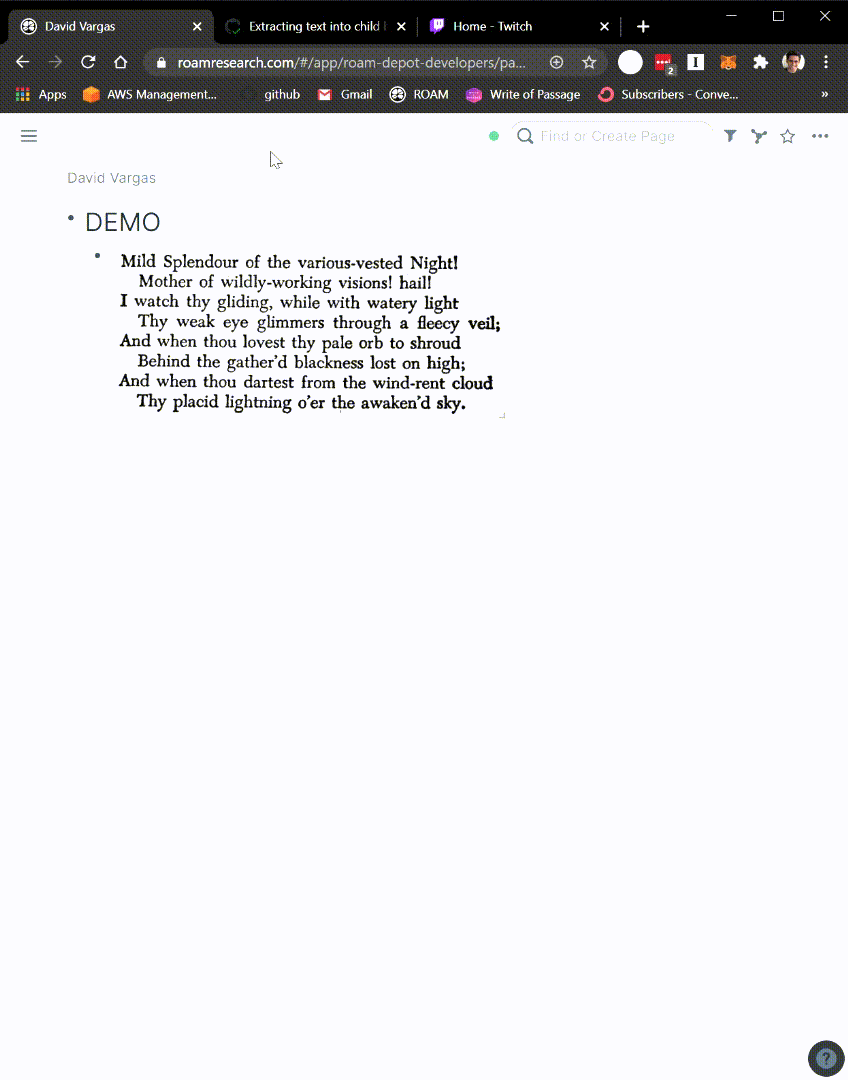 David Vargas
Extracting text into child
Home - Twitch
roamresearch.com/#/app/roam-depot-developers/pa...
2
I
Apps
AWS Management...
github
Gmail
ROAM
Write of Passage
Subscribers - Conve...
»
Find or Create Page
David Vargas
DEMO
Mild Splendour of the various-vested Night!
Mother of wildly-working visions! hail!
I watch thy gliding, while with watery light
Thy weak eye glimmers through a fleecy veil;
And when thou lovest thy pale orb to shroud
Behind the gather'd blackness lost on high;
And when thou dartest from the wind-rent cloud
Thy placid lightning o'er the awaken'd sky.
?